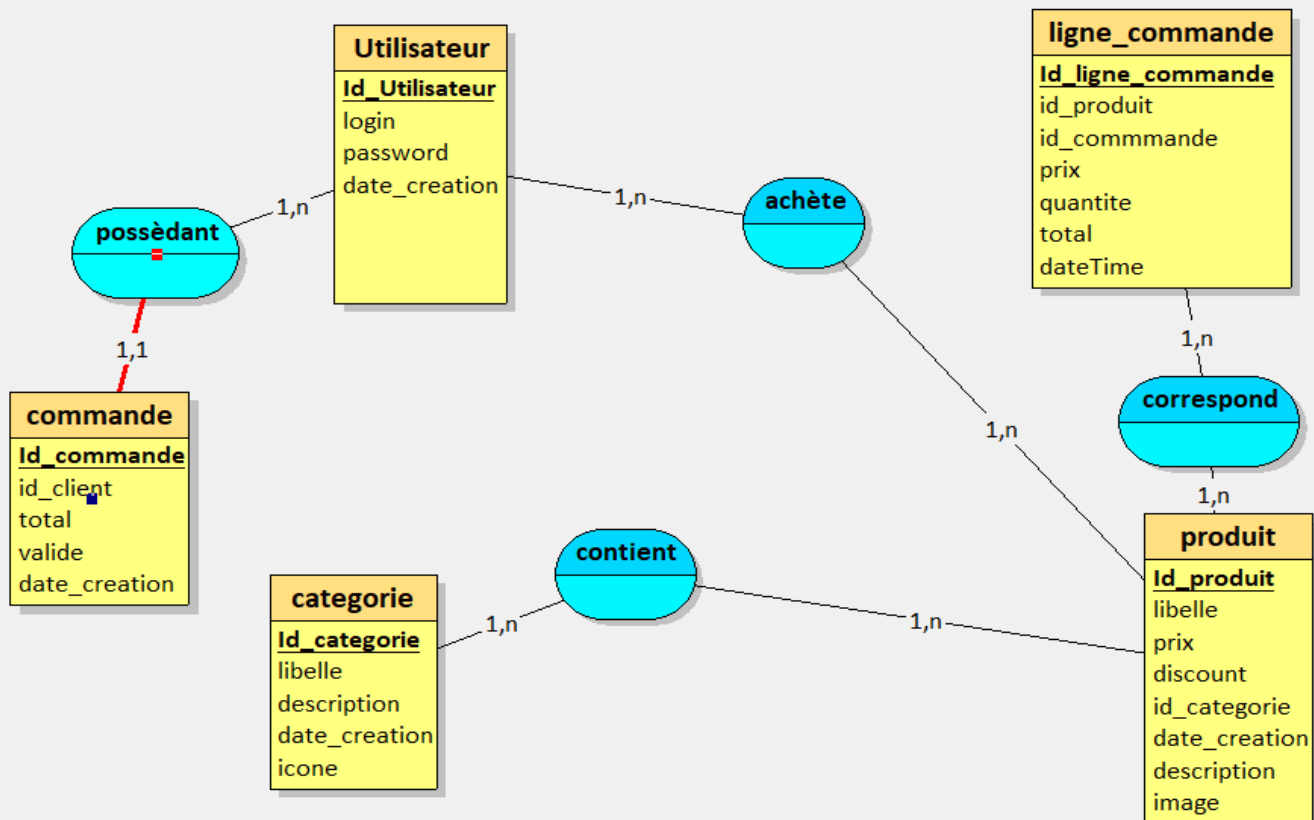 Utilisateur
Id_Utilisateur
login
password
date_creation
ligne_commande
Id_ligne_commande
id_produit
id_commmande
prix
quantite
total
dateTime
possèdant
1,n
1,n
achète
1,1
1,n
1,n
correspond
1,n
commande
Id_commande
id_client
total
valide
date_creation
contient
1,n
1,n
categorie
Id_categorie
libelle
description
date_creation
icone
produit
Id_produit
libelle
prix
discount
id_categorie
date_creation
description
image